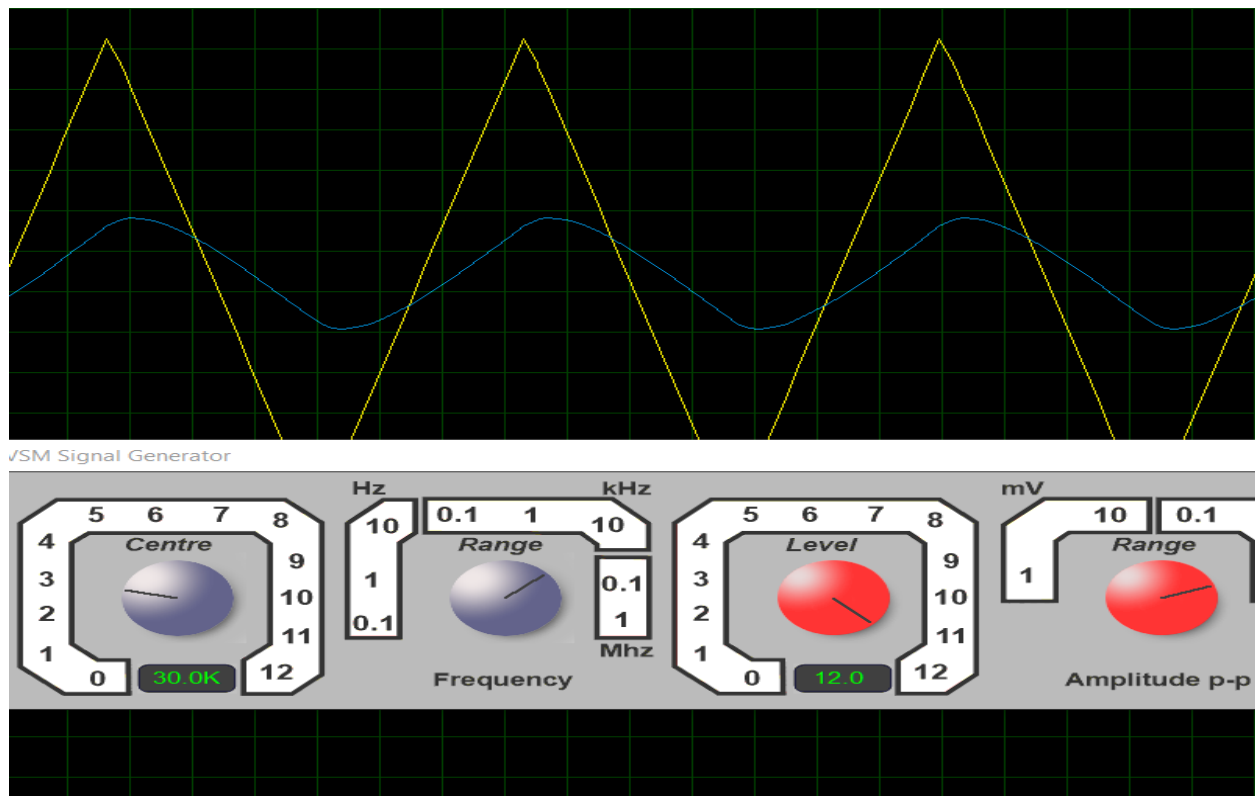 VSM Signal Generator
Hz kHz mV
5 6 7 8 10 0.1 1 10 5 6 7 8 10 0.1
4 Centre Range 4 Level Range
9 9
3 1 0.1 3 1
10 10
2 0.1 1 2
11 11
1 Mhz 1
0 30.0K 12 Frequency 0 12.0 12 Amplitude p-p